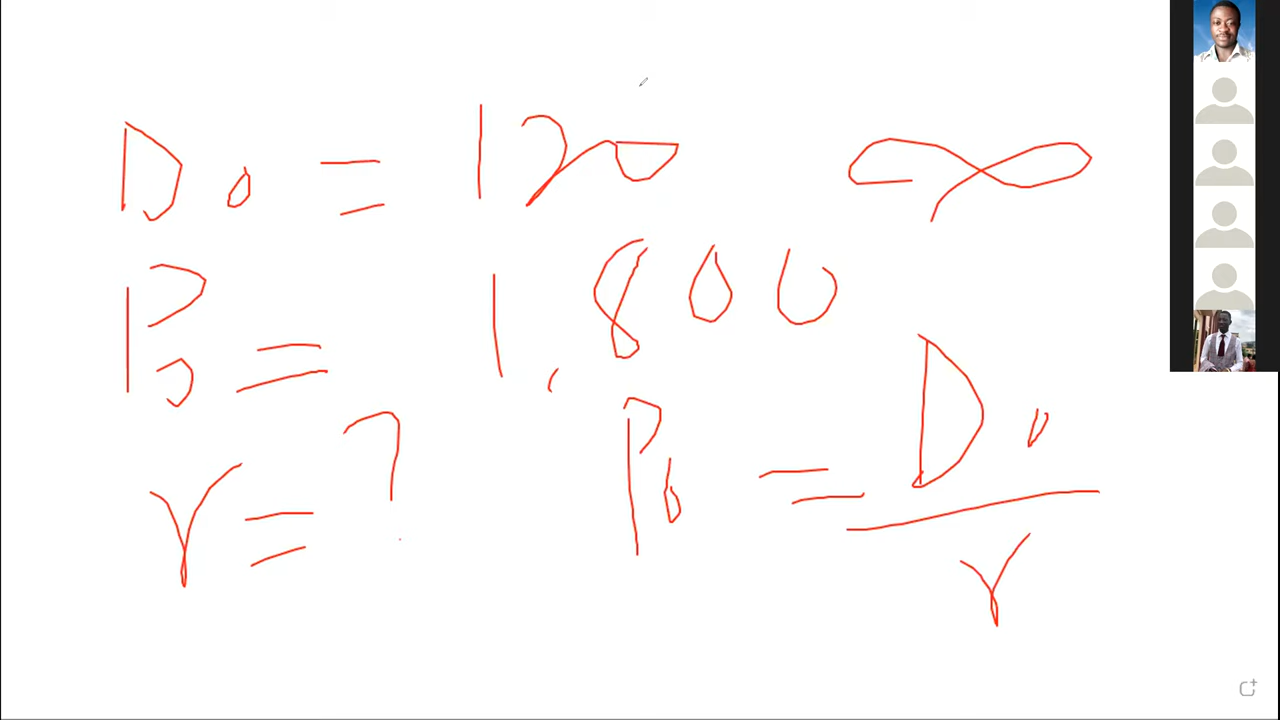 D0 = 120 ∞
P0 = 1,800
r = ?
P0 = D0 / r